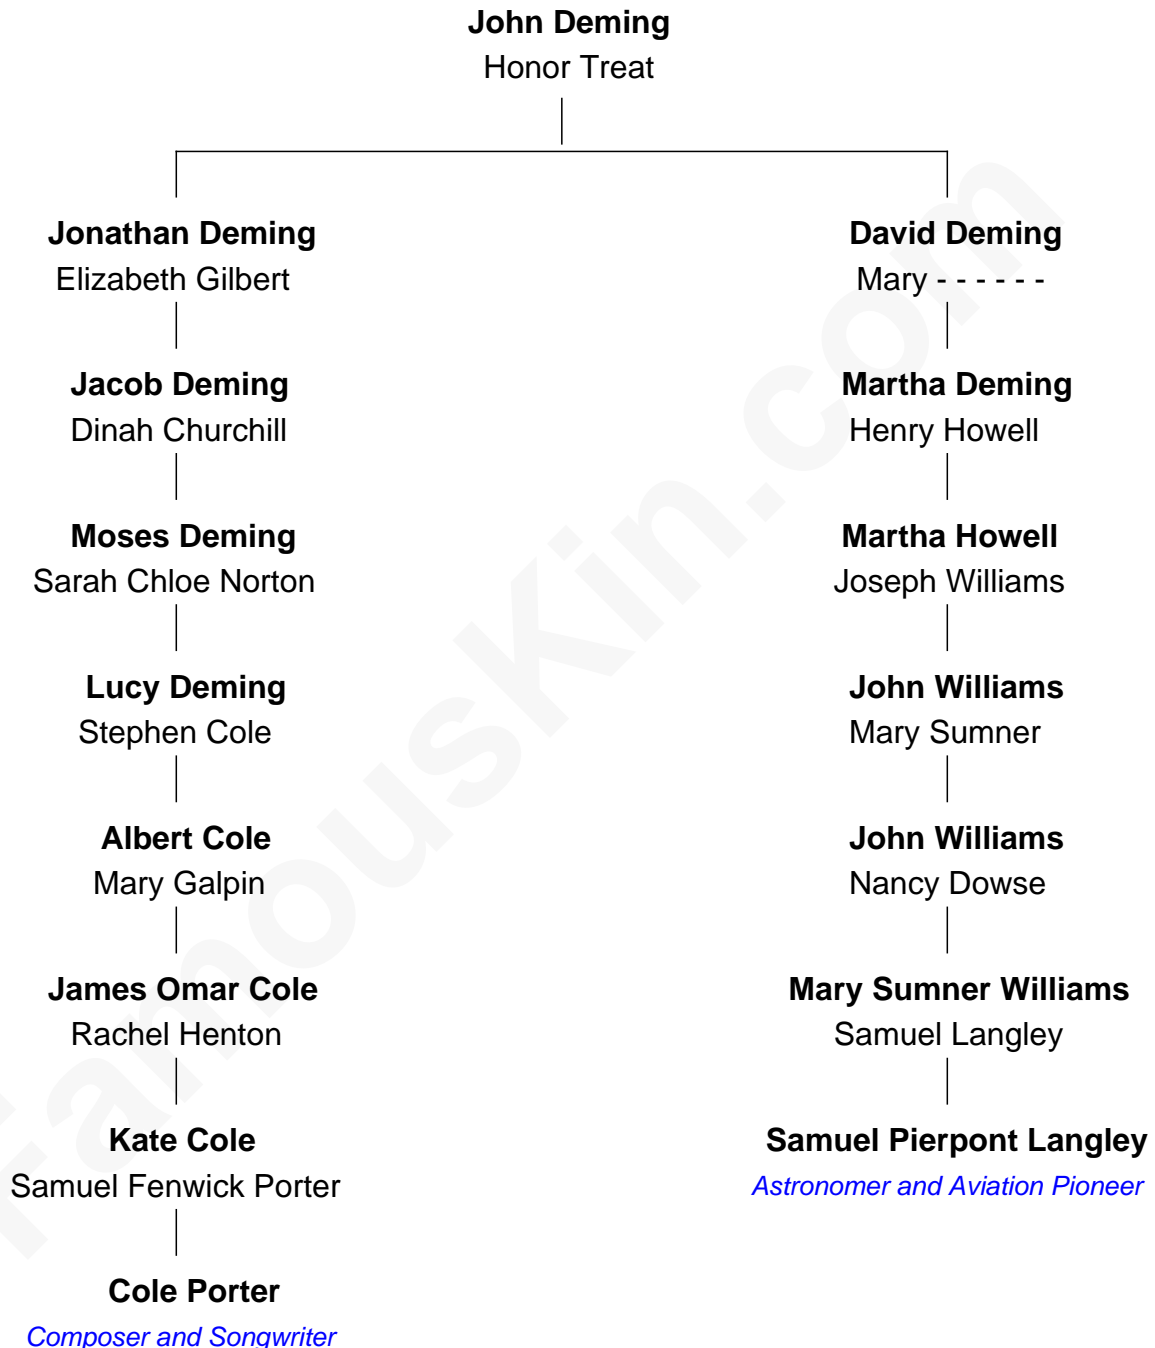 John Deming
Honor Treat
Jonathan Deming
Elizabeth Gilbert
David Deming
Mary - - - - - -
Jacob Deming
Dinah Churchill
Martha Deming
Henry Howell
Moses Deming
Sarah Chloe Norton
Martha Howell
Joseph Williams
Lucy Deming
Stephen Cole
John Williams
Mary Sumner
Albert Cole
Mary Galpin
John Williams
Nancy Dowse
James Omar Cole
Rachel Henton
Mary Sumner Williams
Samuel Langley
Kate Cole
Samuel Fenwick Porter
Samuel Pierpont Langley
Astronomer and Aviation Pioneer
Cole Porter
Composer and Songwriter
FamousKin.com